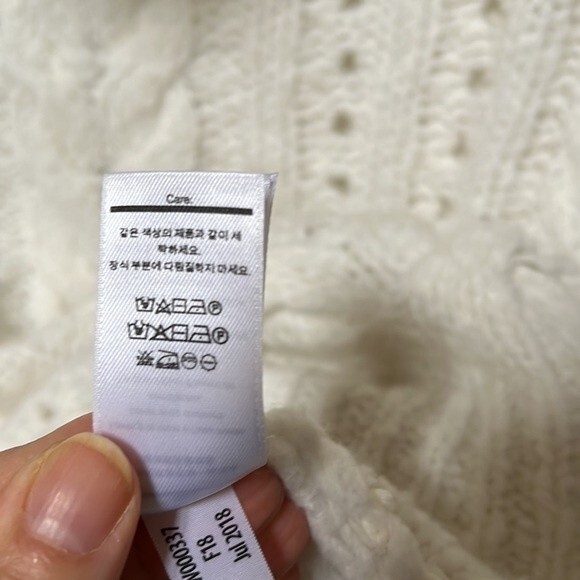 Care:
같은 색상의 제품과 같이 세
탁하세요.
장식 부분에 다림질하지 마세요.
000337
F18
Jul 2018